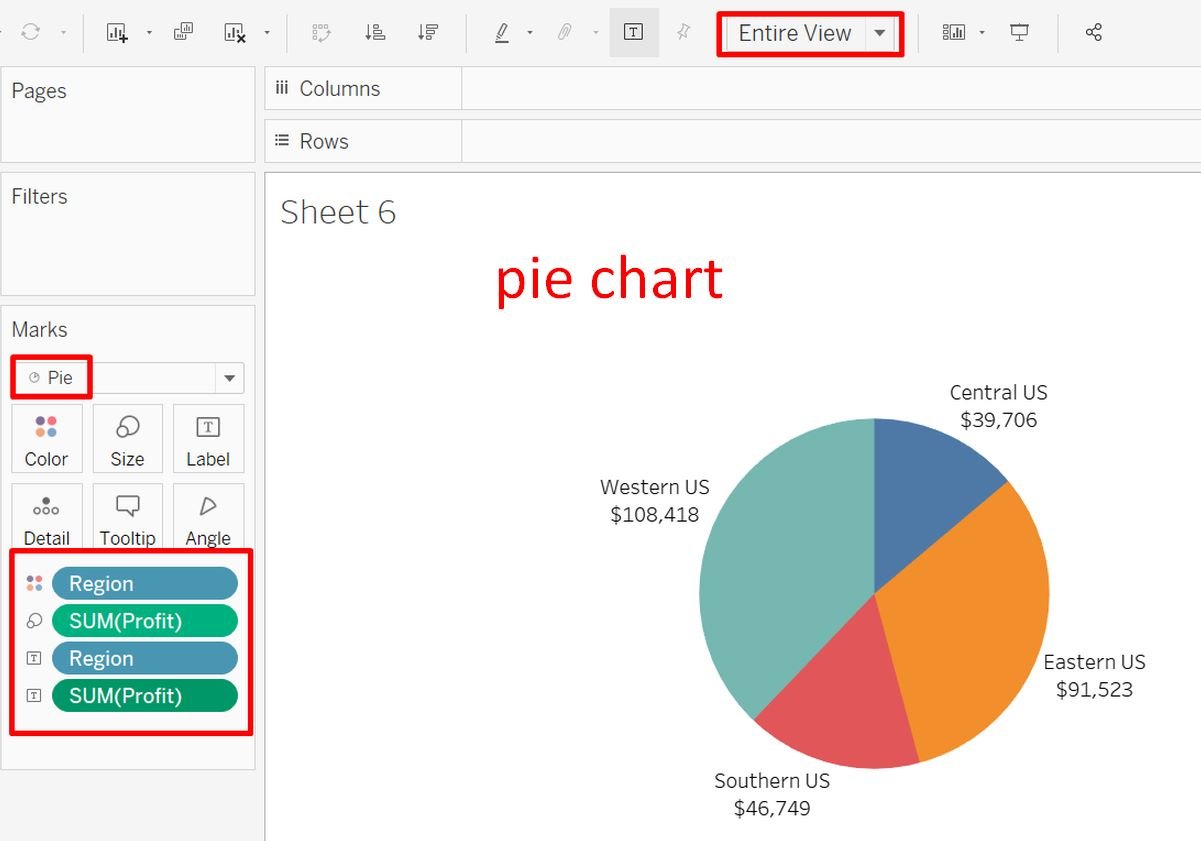 Entire View
Pages
Columns
Rows
Filters
Sheet 6
pie chart
Marks
Pie
Color
Size
Label
Detail
Tooltip
Angle
Region
SUM(Profit)
Region
SUM(Profit)
Central US
$39,706
Western US
$108,418
Eastern US
$91,523
Southern US
$46,749